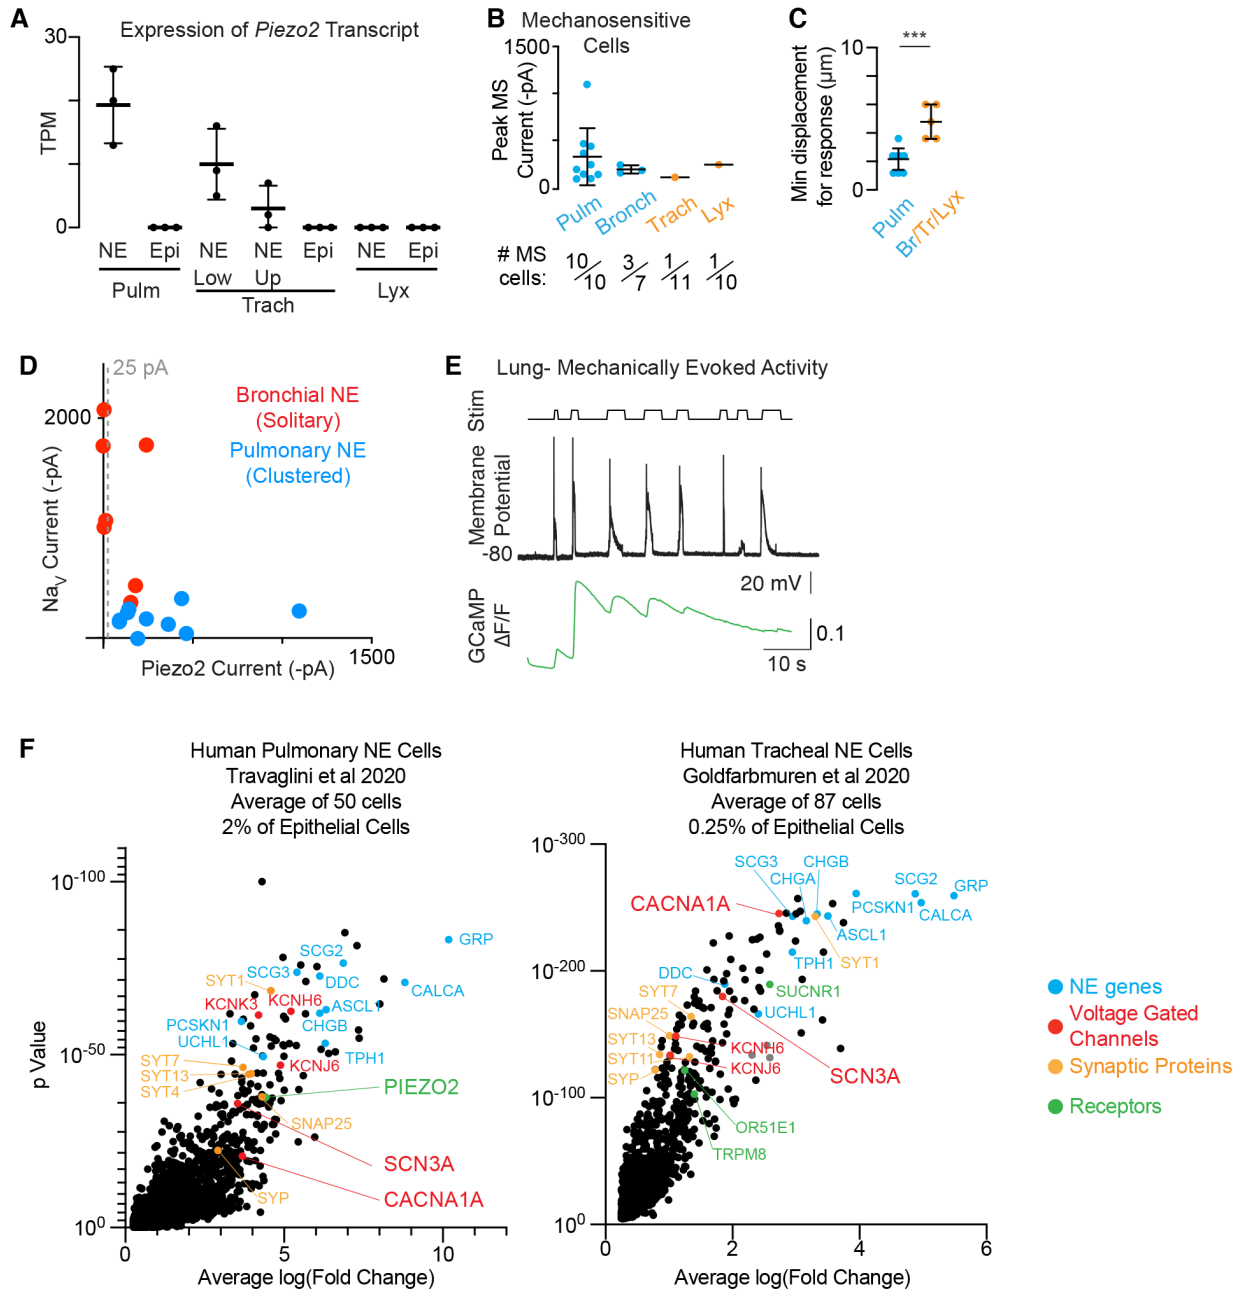 A
Expression of Piezo2 Transcript
30
TPM
0
NE
Epi
NE
NE
Epi
NE
Epi
Low
Up
Pulm
Trach
Lyx
B
Mechanosensitive
Cells
1500
Peak MS
Current (-pA)
0
Pulm
Bronch
Trach
Lyx
# MS
cells:
10/10
3/7
1/11
1/10
C
***
10
Min displacement
for response (μm)
0
Pulm
Br/Tr/Lyx
D
25 pA
Bronchial NE
(Solitary)
Pulmonary NE
(Clustered)
2000
NaV Current (-pA)
Piezo2 Current (-pA)
1500
E
Lung- Mechanically Evoked Activity
Stim
Membrane
Potential
-80
20 mV
GCaMP
ΔF/F
0.1
10 s
F
Human Pulmonary NE Cells
Travaglini et al 2020
Average of 50 cells
2% of Epithelial Cells
p Value
10-100
10-50
100
GRP
SCG2
SCG3
DDC
SYT1
CALCA
KCNK3
KCNH6
ASCL1
PCSKN1
CHGB
UCHL1
TPH1
SYT7
KCNJ6
SYT13
SYT4
PIEZO2
SNAP25
SCN3A
SYP
CACNA1A
0
5
10
Average log(Fold Change)
Human Tracheal NE Cells
Goldfarbmuren et al 2020
Average of 87 cells
0.25% of Epithelial Cells
10-300
10-200
10-100
100
SCG3
CHGB
CHGA
SCG2
GRP
CACNA1A
PCSKN1
CALCA
ASCL1
TPH1
SYT1
DDC
SUCNR1
SYT7
UCHL1
SNAP25
SYT13
KCNH6
SYT11
KCNJ6
SYP
SCN3A
OR51E1
TRPM8
0
2
4
6
Average log(Fold Change)
NE genes
Voltage Gated
Channels
Synaptic Proteins
Receptors